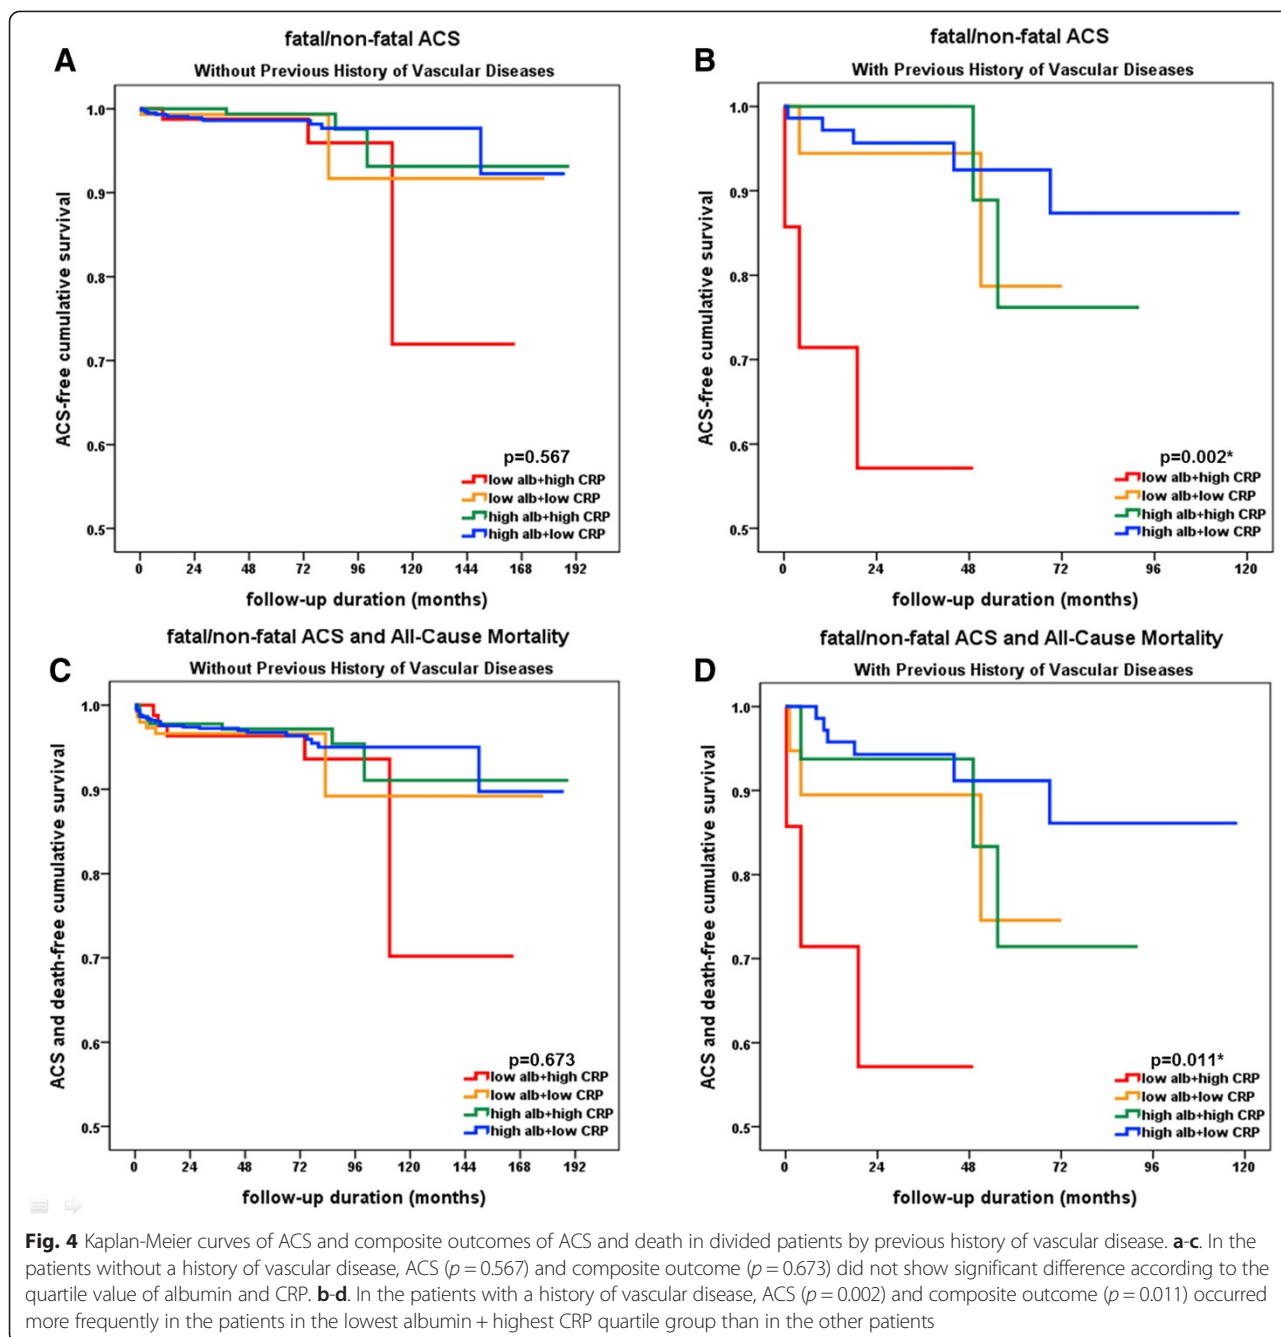 fatal/non-fatal ACS
A
Without Previous History of Vascular Diseases
ACS-free cumulative survival
1.0
0.9
0.8
0.7
0.6
0.5
p=0.567
low alb+high CRP
low alb+low CRP
high alb+high CRP
high alb+low CRP
0 24 48 72 96 120 144 168 192
follow-up duration (months)
fatal/non-fatal ACS
B
With Previous History of Vascular Diseases
ACS-free cumulative survival
1.0
0.9
0.8
0.7
0.6
0.5
p=0.002*
low alb+high CRP
low alb+low CRP
high alb+high CRP
high alb+low CRP
0 24 48 72 96 120
follow-up duration (months)
fatal/non-fatal ACS and All-Cause Mortality
C
Without Previous History of Vascular Diseases
ACS and death-free cumulative survival
1.0
0.9
0.8
0.7
0.6
0.5
p=0.673
low alb+high CRP
low alb+low CRP
high alb+high CRP
high alb+low CRP
0 24 48 72 96 120 144 168 192
follow-up duration (months)
fatal/non-fatal ACS and All-Cause Mortality
D
With Previous History of Vascular Diseases
ACS and death-free cumulative survival
1.0
0.9
0.8
0.7
0.6
0.5
p=0.011*
low alb+high CRP
low alb+low CRP
high alb+high CRP
high alb+low CRP
0 24 48 72 96 120
follow-up duration (months)
Fig. 4 Kaplan-Meier curves of ACS and composite outcomes of ACS and death in divided patients by previous history of vascular disease. a-c. In the
patients without a history of vascular disease, ACS (p = 0.567) and composite outcome (p = 0.673) did not show significant difference according to the
quartile value of albumin and CRP. b-d. In the patients with a history of vascular disease, ACS (p = 0.002) and composite outcome (p = 0.011) occurred
more frequently in the patients in the lowest albumin + highest CRP quartile group than in the other patients